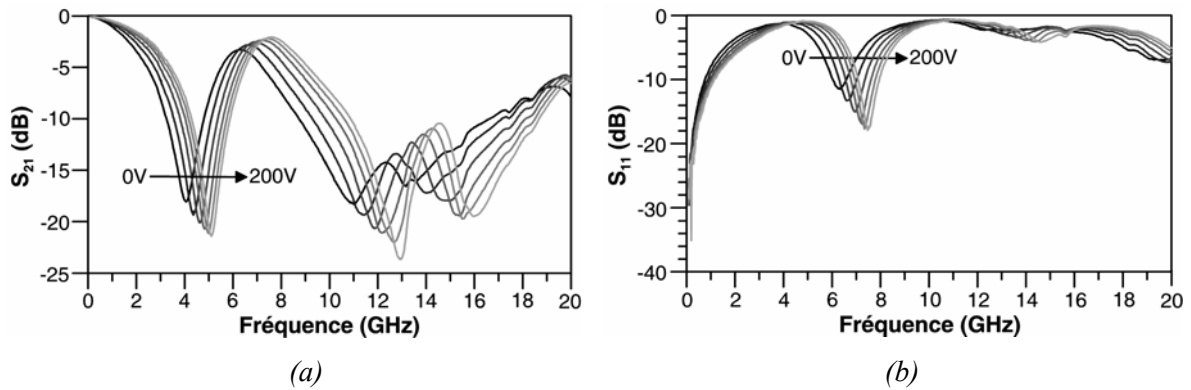 0
-5
-10
-15
-20
-25
S21 (dB)
0V
200V
0 2 4 6 8 10 12 14 16 18 20
Fréquence (GHz)
(a)
0
-10
-20
-30
-40
S11 (dB)
0V
200V
0 2 4 6 8 10 12 14 16 18 20
Fréquence (GHz)
(b)